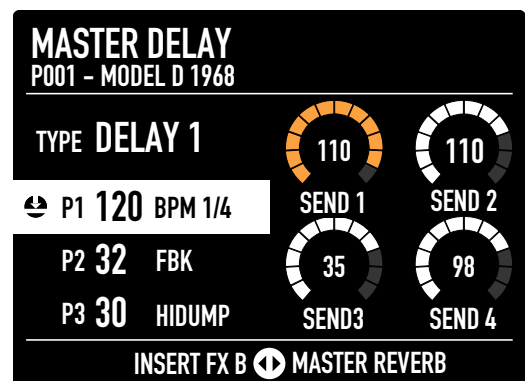 MASTER DELAY
P001 - MODEL D 1968
TYPE DELAY 1
110
SEND 1
110
SEND 2
P1 120 BPM 1/4
P2 32 FBK
P3 30 HIDUMP
35
SEND3
98
SEND 4
INSERT FX B MASTER REVERB